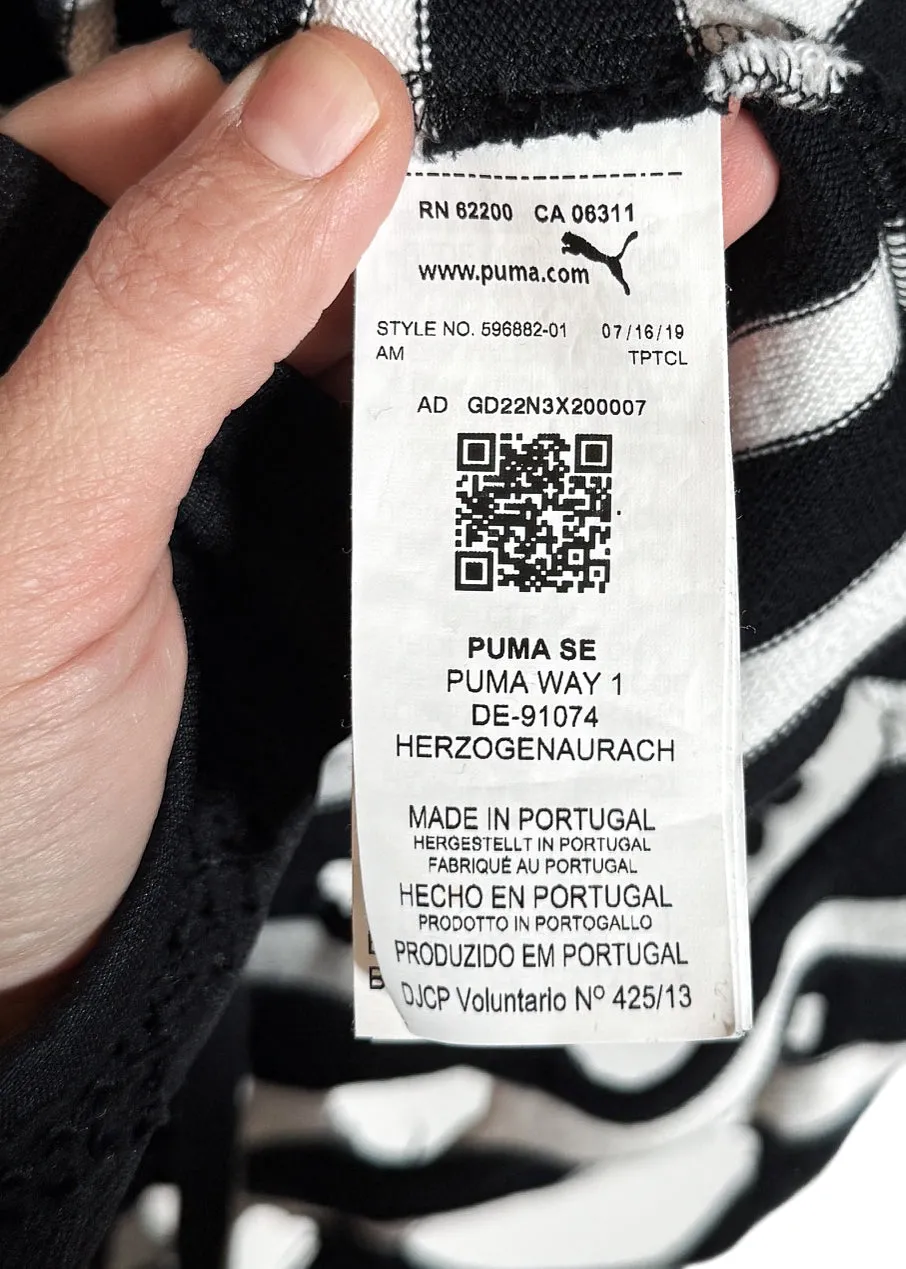 RN 62200 CA 06311
www.puma.com
STYLE NO. 596882-01 07/16/19
AM TPTCL
AD GD22N3X200007
PUMA SE
PUMA WAY 1
DE-91074
HERZOGENAURACH
MADE IN PORTUGAL
HERGESTELLT IN PORTUGAL
FABRIQUÉ AU PORTUGAL
HECHO EN PORTUGAL
PRODOTTO IN PORTOGALLO
PRODUZIDO EM PORTUGAL
DJCP Voluntario Nº 425/13